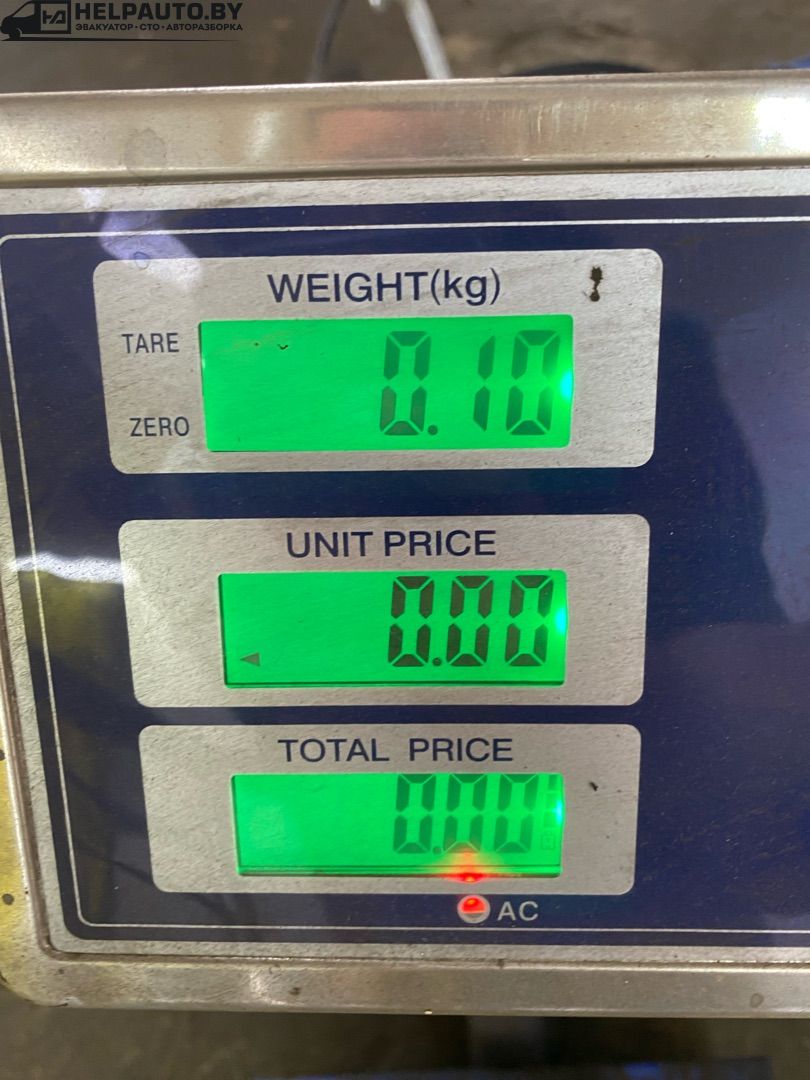 HELPAUTO.BY
ЭВАКУАТОР • СТО • АВТОРАЗБОРКА
WEIGHT(kg)
TARE
0.10
ZERO
UNIT PRICE
0.00
TOTAL PRICE
0.00
AC